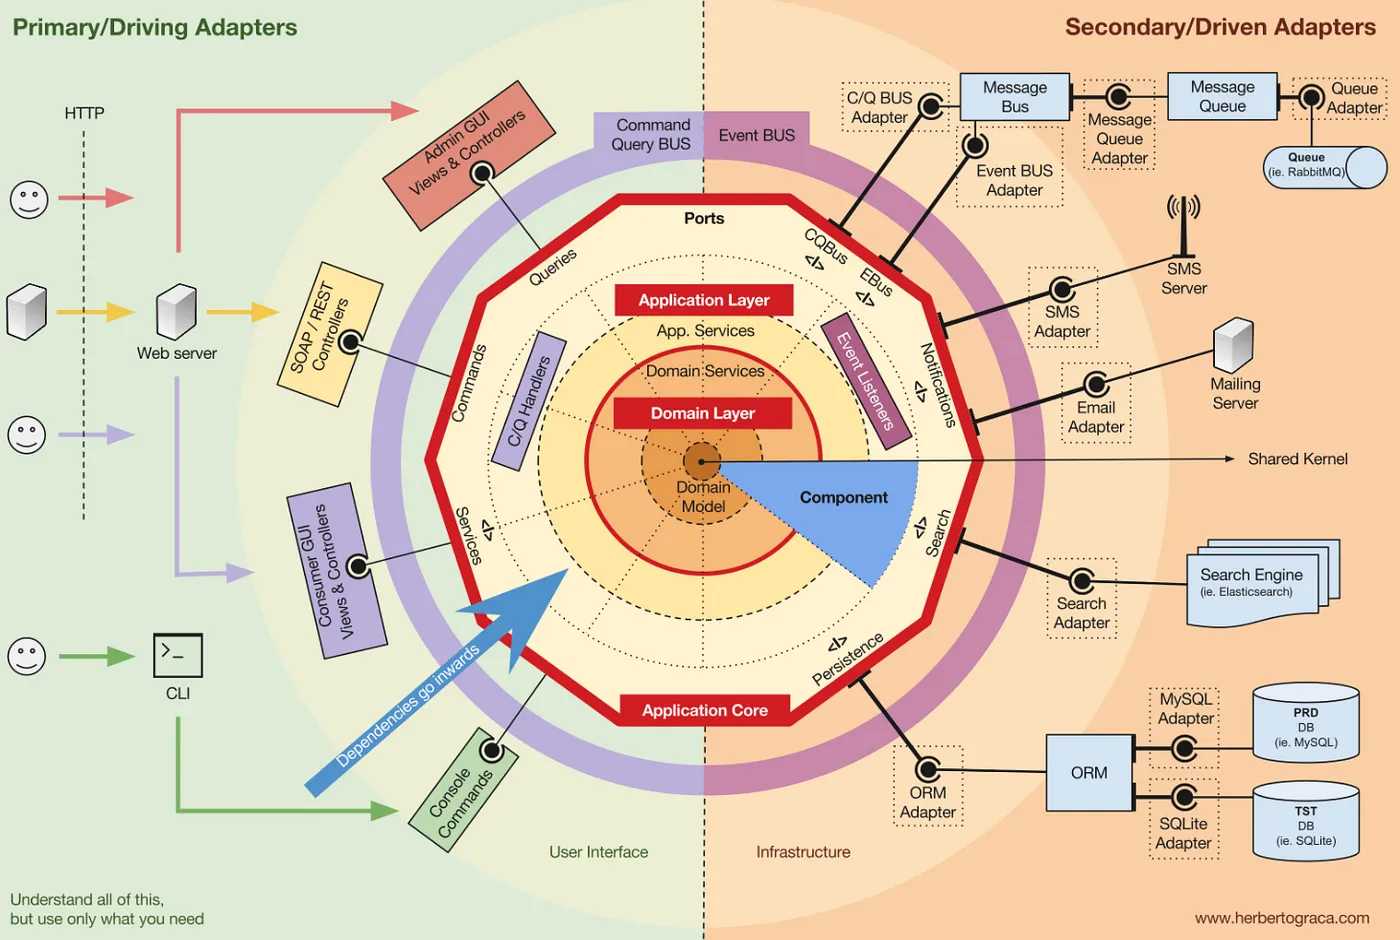 Primary/Driving Adapters
Secondary/Driven Adapters
HTTP
Web server
CLI
Admin GUI
Views & Controllers
SOAP / REST
Controllers
Consumer GUI
Views & Controllers
Console
Commands
Dependencies go inwards
Command
Query BUS
Event BUS
Ports
Queries
Commands
Services
</>
C/Q Handlers
Application Layer
App. Services
Domain Services
Domain Layer
Domain
Model
Component
Event Listeners
CQBus
</>
EBus
</>
Notifications
</>
Search
</>
Persistence
</>
Application Core
Shared Kernel
C/Q BUS
Adapter
Message
Bus
Event BUS
Adapter
Message
Queue
Adapter
Message
Queue
Queue
Adapter
Queue
(ie. RabbitMQ)
SMS
Server
SMS
Adapter
Mailing
Server
Email
Adapter
Search
Adapter
Search Engine
(ie. Elasticsearch)
ORM
Adapter
ORM
MySQL
Adapter
SQLite
Adapter
PRD
DB
(ie. MySQL)
TST
DB
(ie. SQLite)
User Interface
Infrastructure
Understand all of this,
but use only what you need
www.herbertograca.com